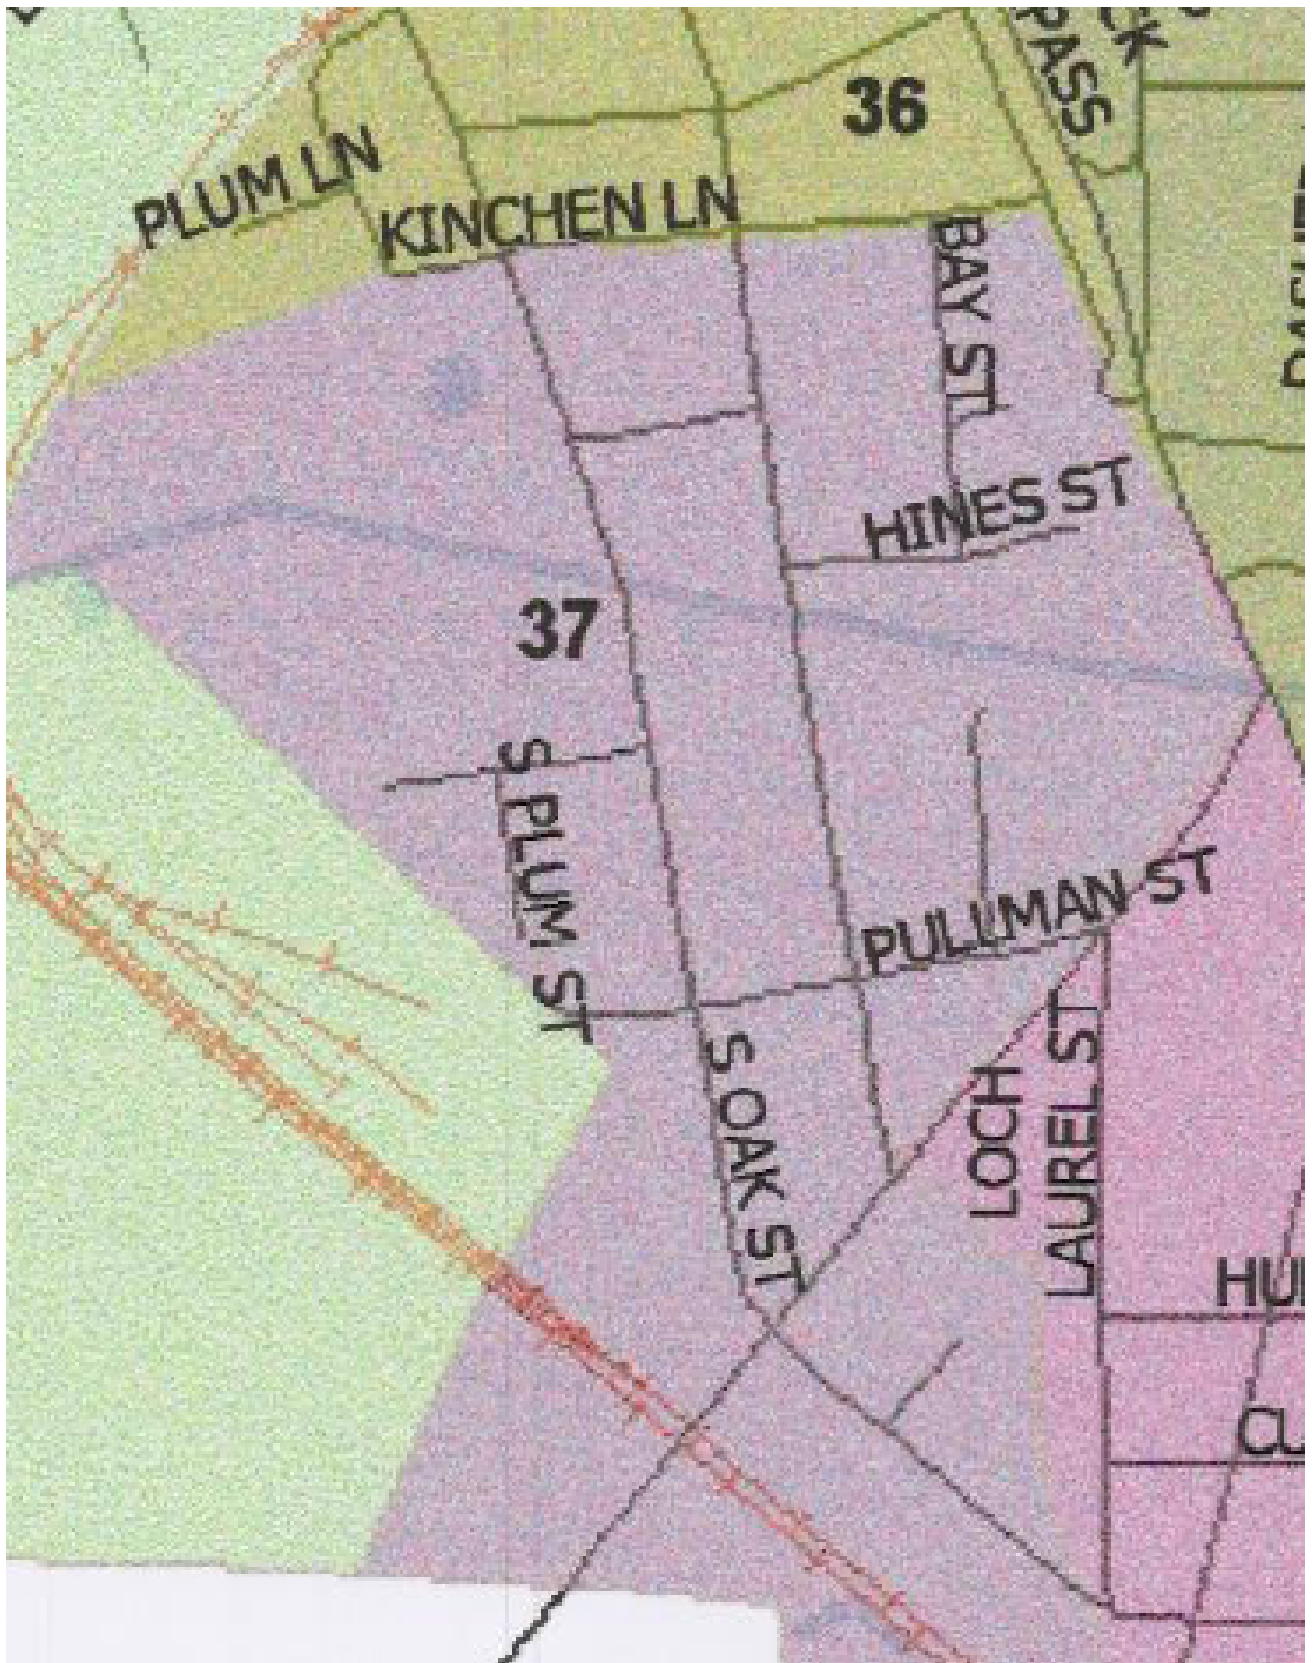 PASS
36
PLUM LN
KINCHEN LN
BAY ST
HINES ST
37
S PLUM ST
PULLMAN ST
S OAK ST
LOCH
LAUREL ST